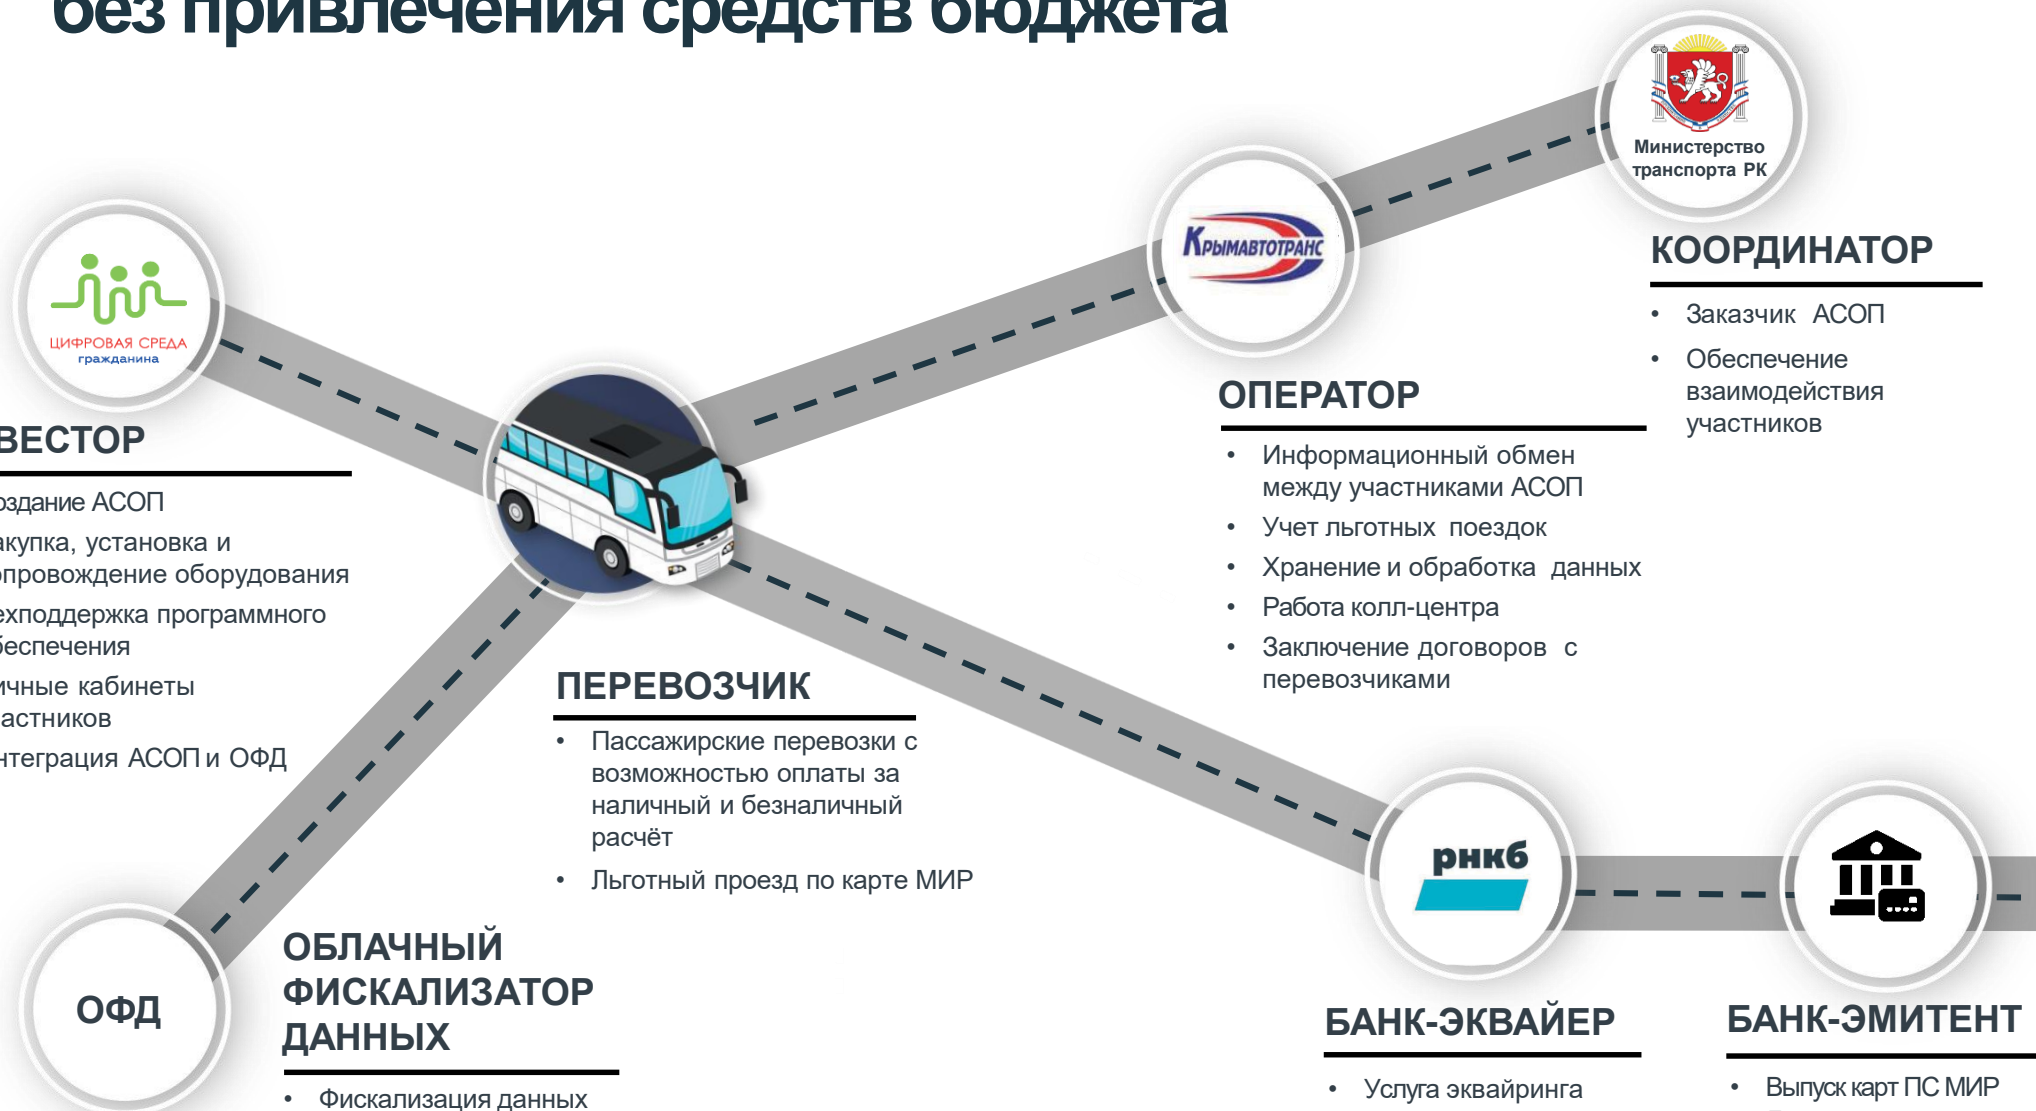 без привлечения средств бюджета
Министерство
транспорта РК
КООРДИНАТОР
• Заказчик АСОП
• Обеспечение
взаимодействия
участников
КРЫМАВТОТРАНС
ОПЕРАТОР
• Информационный обмен
между участниками АСОП
• Учет льготных поездок
• Хранение и обработка данных
• Работа колл-центра
• Заключение договоров с
перевозчиками
ЦИФРОВАЯ СРЕДА
гражданина
ВЕСТОР
оздание АСОП
акупка, установка и
опровождение оборудования
ехподдержка программного
беспечения
ичные кабинеты
астников
нтеграция АСОП и ОФД
ПЕРЕВОЗЧИК
• Пассажирские перевозки с
возможностью оплаты за
наличный и безналичный
расчёт
• Льготный проезд по карте МИР
ОФД
ОБЛАЧНЫЙ
ФИСКАЛИЗАТОР
ДАННЫХ
• Фискализация данных
рнкб
БАНК-ЭКВАЙЕР
• Услуга эквайринга
БАНК-ЭМИТЕНТ
• Выпуск карт ПС МИР